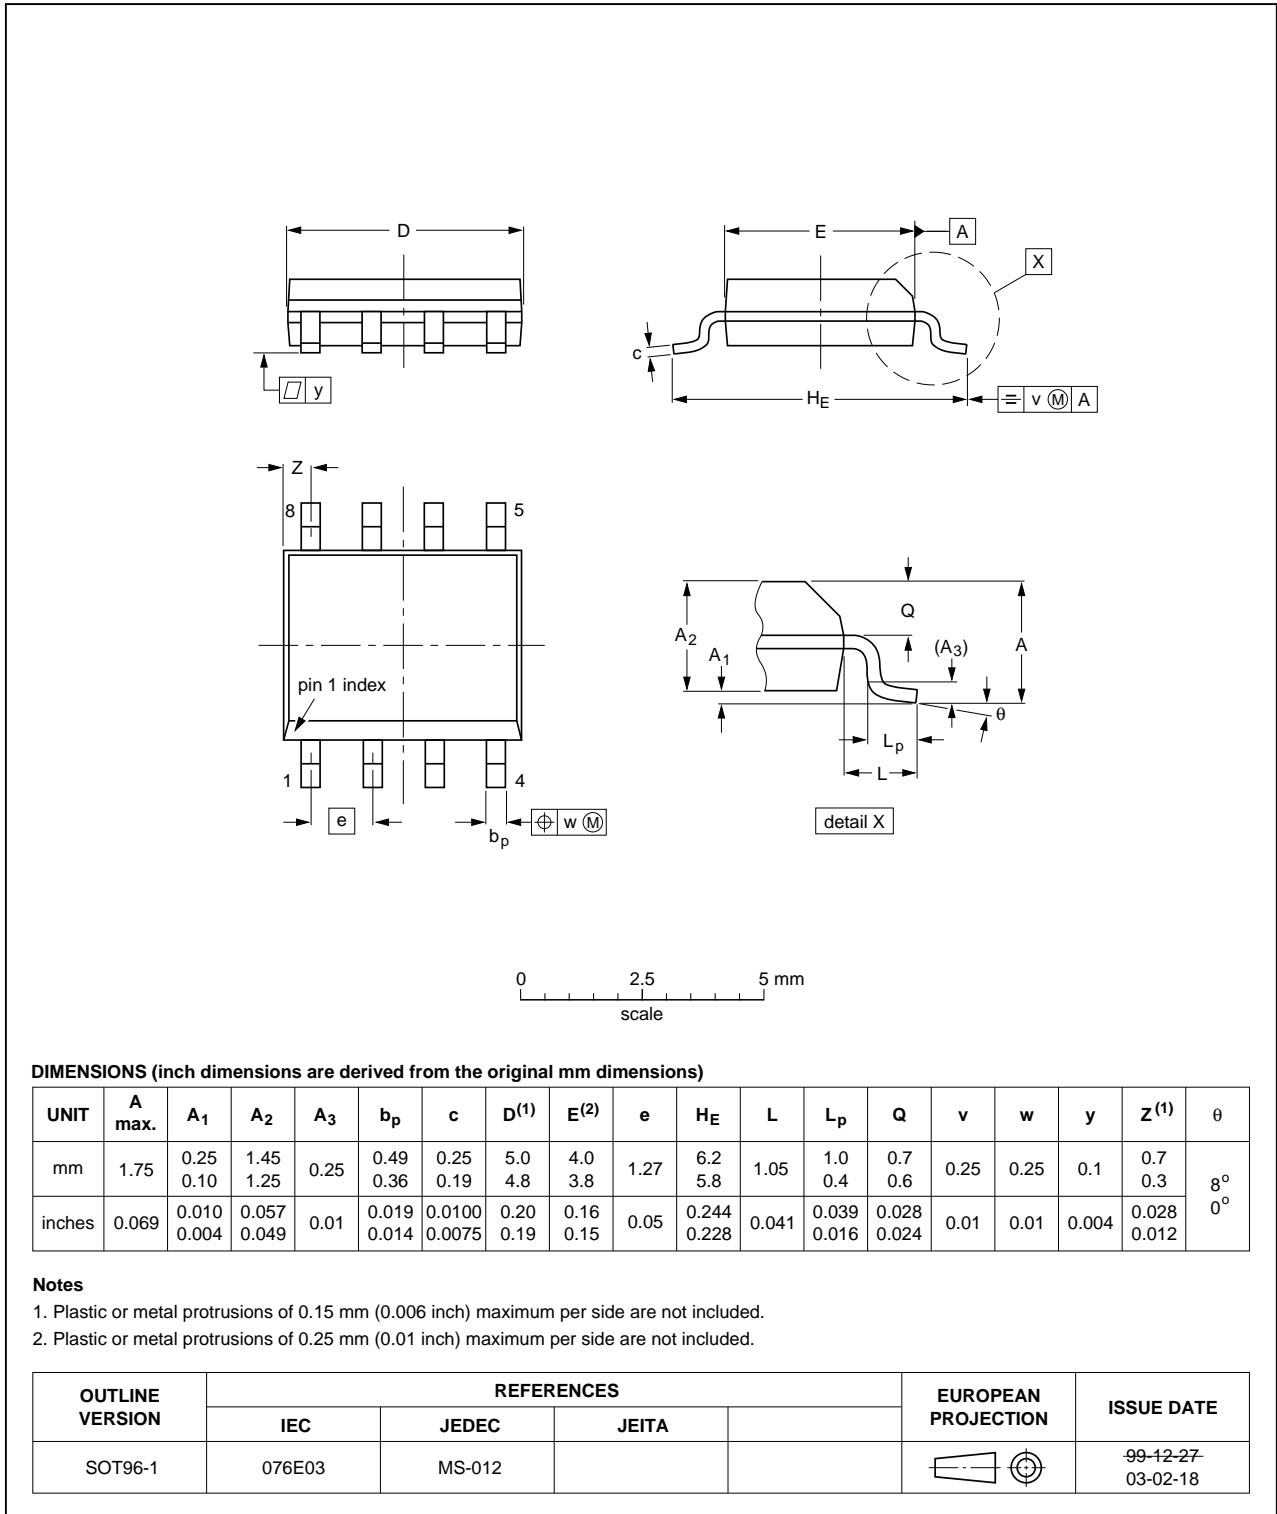 D
E
A
X
c
y
HE
v M A
Z
8
5
pin 1 index
1
4
e
bp
w M
A2
A1
Q
(A3)
A
θ
Lp
L
detail X
0 2.5 5 mm
scale
DIMENSIONS (inch dimensions are derived from the original mm dimensions)
UNIT A max. A1 A2 A3 bp c D(1) E(2) e HE L Lp Q v w y Z(1) θ
mm 1.75 0.25 0.10 1.45 1.25 0.25 0.49 0.36 0.25 0.19 5.0 4.8 4.0 3.8 1.27 6.2 5.8 1.05 1.0 0.4 0.7 0.6 0.25 0.25 0.1 0.7 0.3 8° 0°
inches 0.069 0.010 0.004 0.057 0.049 0.01 0.019 0.014 0.0100 0.0075 0.20 0.19 0.16 0.15 0.05 0.244 0.228 0.041 0.039 0.016 0.028 0.024 0.01 0.01 0.004 0.028 0.012
Notes
1. Plastic or metal protrusions of 0.15 mm (0.006 inch) maximum per side are not included.
2. Plastic or metal protrusions of 0.25 mm (0.01 inch) maximum per side are not included.
OUTLINE VERSION REFERENCES EUROPEAN PROJECTION ISSUE DATE
IEC JEDEC JEITA
SOT96-1 076E03 MS-012 99-12-27
03-02-18